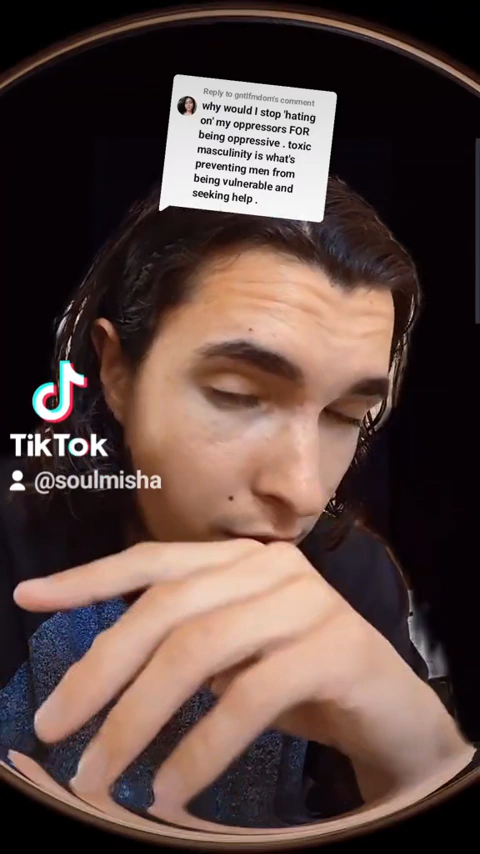 Reply to gntlfmdom's comment
why would I stop 'hating
on' my oppressors FOR
being oppressive . toxic
masculinity is what's
preventing men from
being vulnerable and
seeking help .
TikTok
@soulmisha